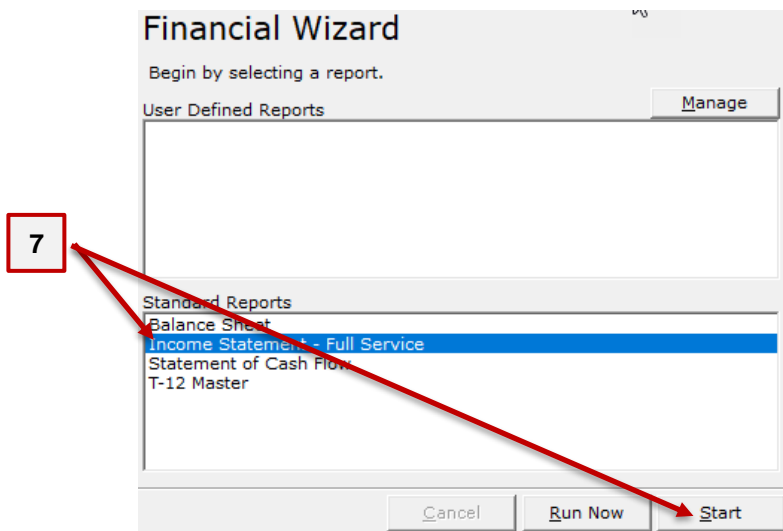 Financial Wizard
Begin by selecting a report.
User Defined Reports
Manage
7
Standard Reports
Balance Sheet
Income Statement - Full Service
Statement of Cash Flow
T-12 Master
Cancel
Run Now
Start